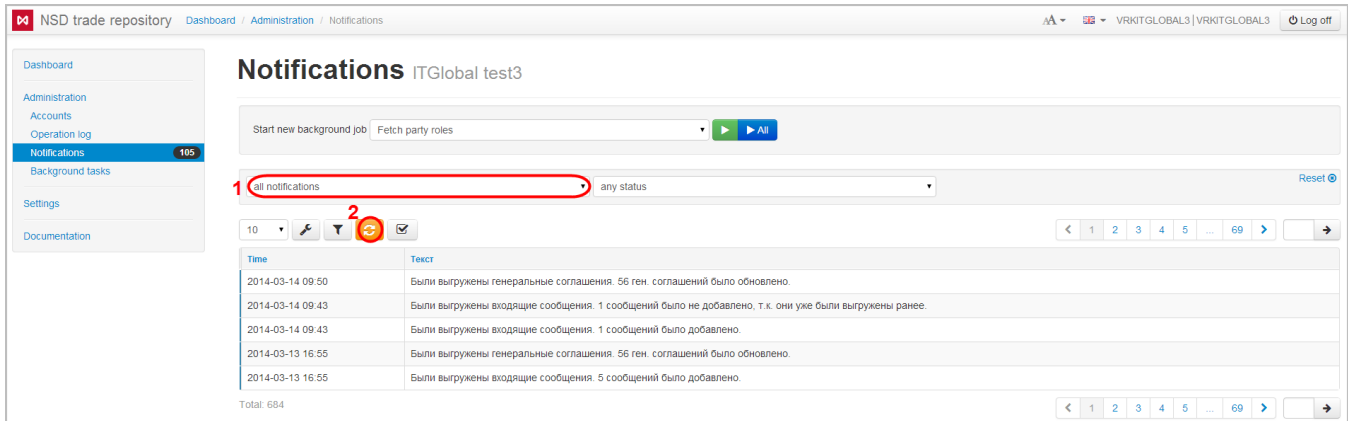 NSD trade repository Dashboard / Administration / Notifications AA VRKITGLOBAL3 | VRKITGLOBAL3 Log off
Dashboard
Administration
Accounts
Operation log
Notifications 105
Background tasks
Settings
Documentation
Notifications ITGlobal test3
Start new background job Fetch party roles All
1 all notifications any status Reset
2
10 1 2 3 4 5 ... 69
Time Текст
2014-03-14 09:50 Были выгружены генеральные соглашения. 56 ген. соглашений было обновлено.
2014-03-14 09:43 Были выгружены входящие сообщения. 1 сообщений было не добавлено, т.к. они уже были выгружены ранее.
2014-03-14 09:43 Были выгружены входящие сообщения. 1 сообщений было добавлено.
2014-03-13 16:55 Были выгружены генеральные соглашения. 56 ген. соглашений было обновлено.
2014-03-13 16:55 Были выгружены входящие сообщения. 5 сообщений было добавлено.
Total: 684 1 2 3 4 5 ... 69